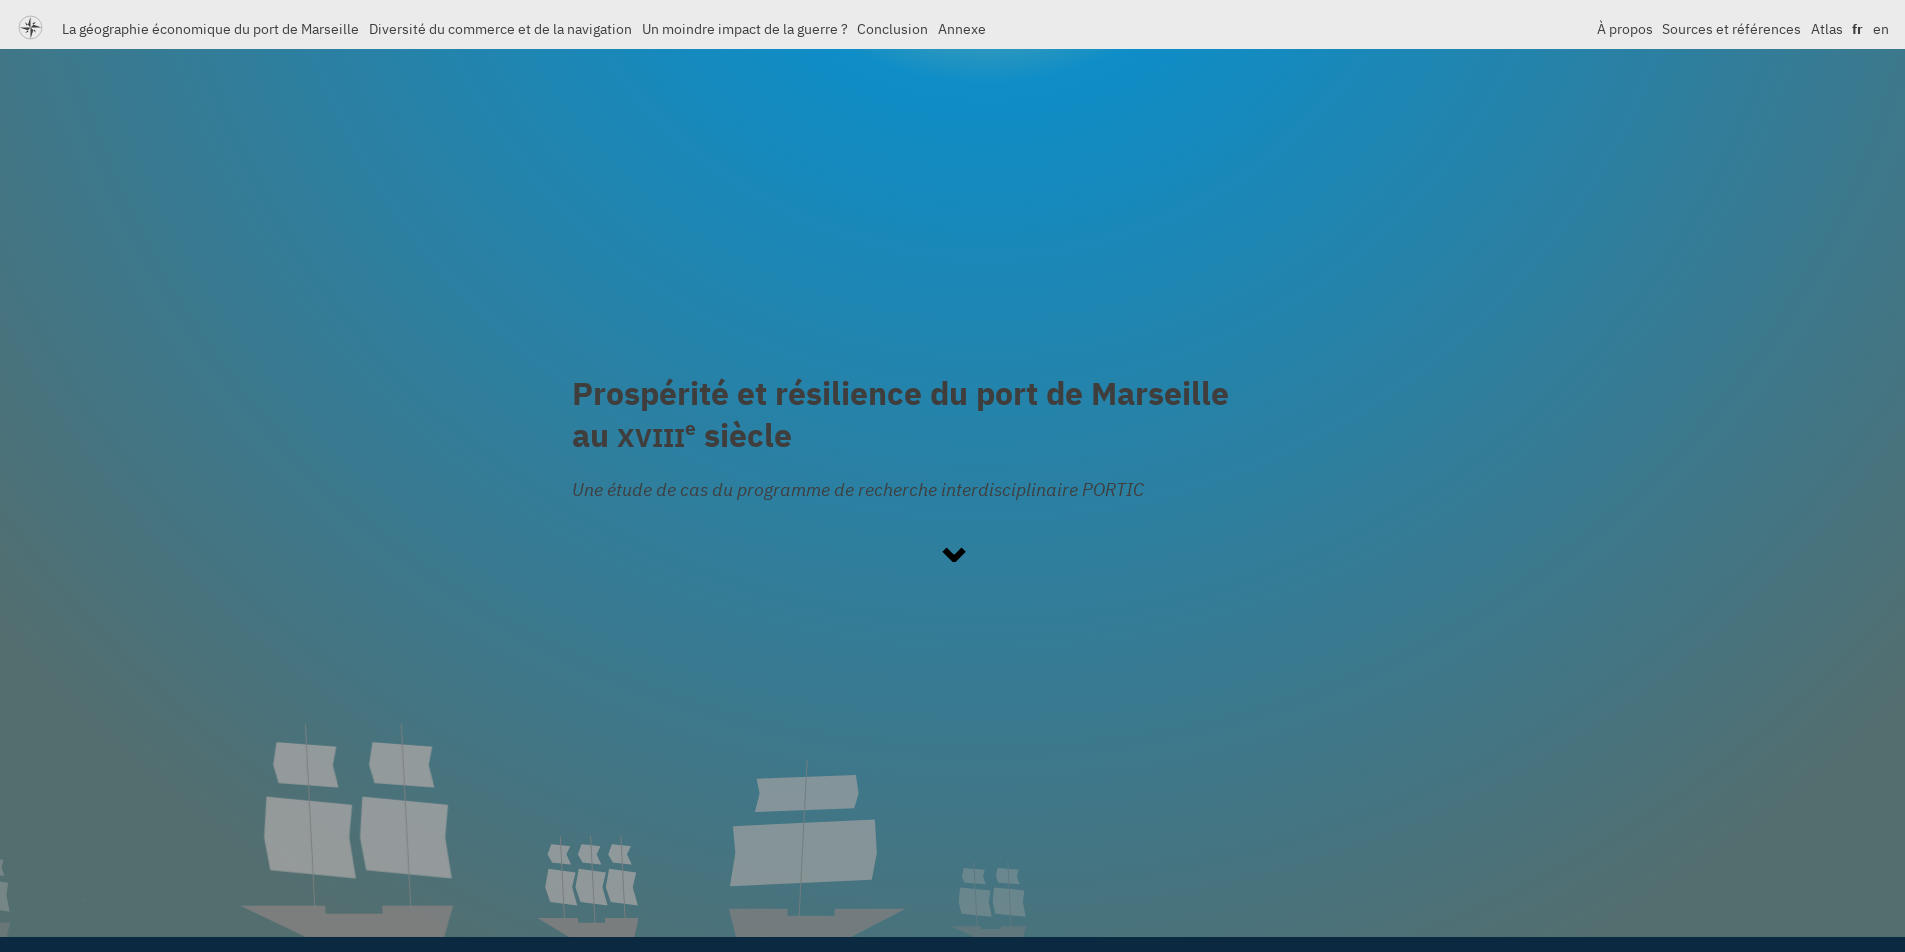 La géographie économique du port de Marseille Diversité du commerce et de la navigation Un moindre impact de la guerre ? Conclusion Annexe À propos Sources et références Atlas fr en
Prospérité et résilience du port de Marseille
au XVIIIe siècle
Une étude de cas du programme de recherche interdisciplinaire PORTIC